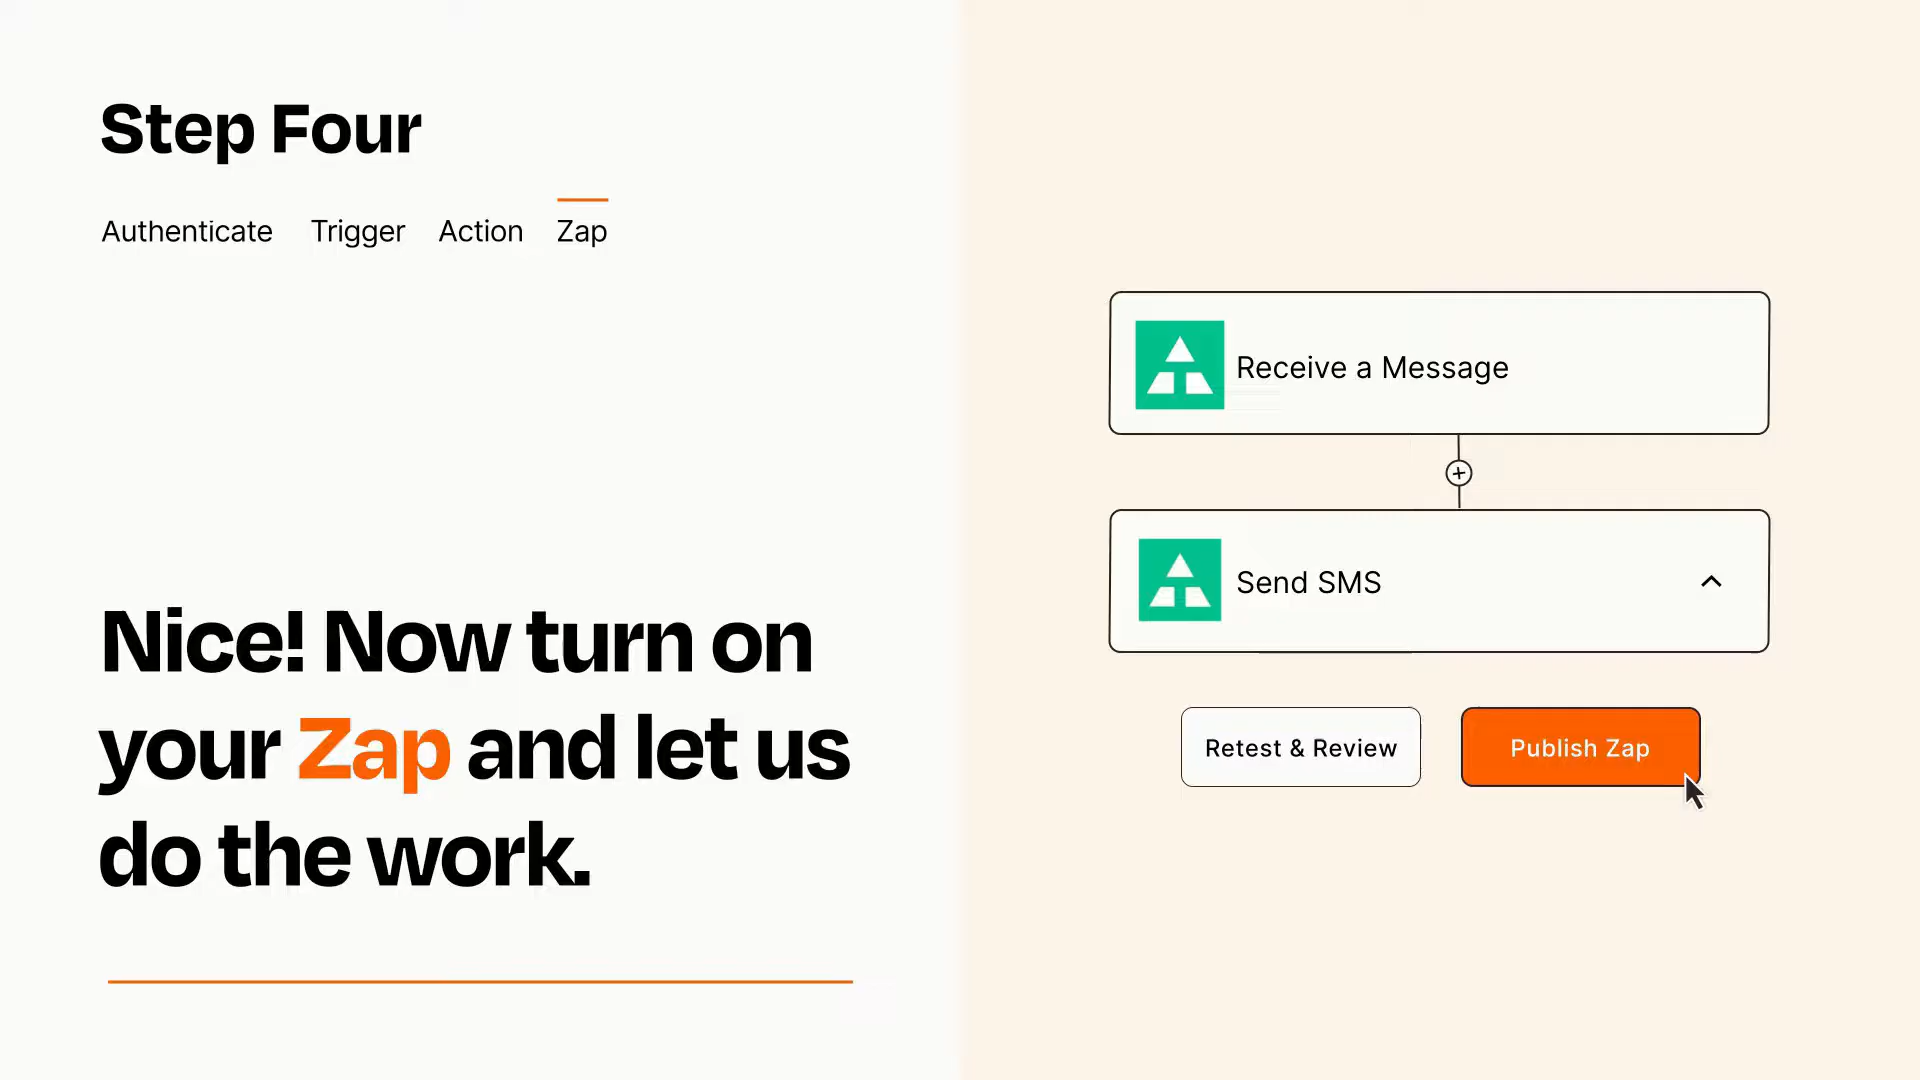 Step Four
Authenticate Trigger Action Zap
Nice! Now turn on
your Zap and let us
do the work.
Receive a Message
Send SMS
Retest & Review
Publish Zap